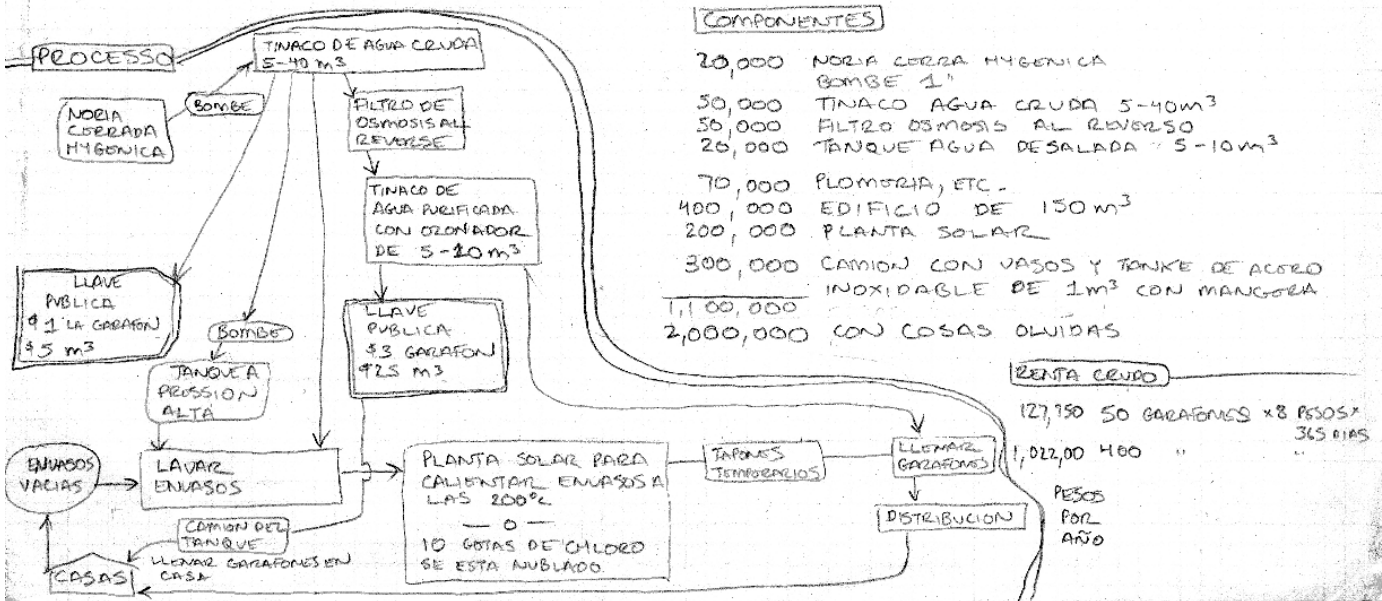 PROCESSO
TINACO DE AGUA CRUDA
5-40 m³
NORIA
CERRADA
HYGENICA
BOMBE
FILTRO DE
OSMOSIS AL
REVERSE
TINACO DE
AGUA PURIFICADA
CON OZONADOR
DE 5-10 m³
LLAVE
PUBLICA
$1 LA GARAFON
$5 m³
BOMBE
TANQUE A
PRESSION
ALTA
LLAVE
PUBLICA
$3 GARAFON
$25 m³
ENVASOS
VACIAS
LAVAR
ENVASOS
PLANTA SOLAR PARA
CALIENTAR ENVASOS A
LAS 200°C
— O —
10 GOTAS DE CHLORO
SE ESTA NUBLADO
TAPONES
TEMPORARIOS
LLENAR
GARAFONES
DISTRIBUCION
CAMION DEL
TANQUE
LLENAR GARAFONES EN
CASA
CASAS
COMPONENTES
20,000 NORIA CERRA HYGENICA
BOMBE 1"
50,000 TINACO AGUA CRUDA 5-40m³
50,000 FILTRO OSMOSIS AL REVERSO
20,000 TANQUE AGUA DESALADA 5-10m³
70,000 PLOMERIA, ETC.
400,000 EDIFICIO DE 150m³
200,000 PLANTA SOLAR
300,000 CAMION CON VASOS Y TANKE DE ACERO
INOXIDABLE DE 1m³ CON MANGERA
1,100,000
2,000,000 CON COSAS OLVIDAS
RENTA CRUDO
127,750 50 GARAFONES x8 PESOS x
365 DIAS
1,022,00 400 " "
PESOS
POR
AÑO